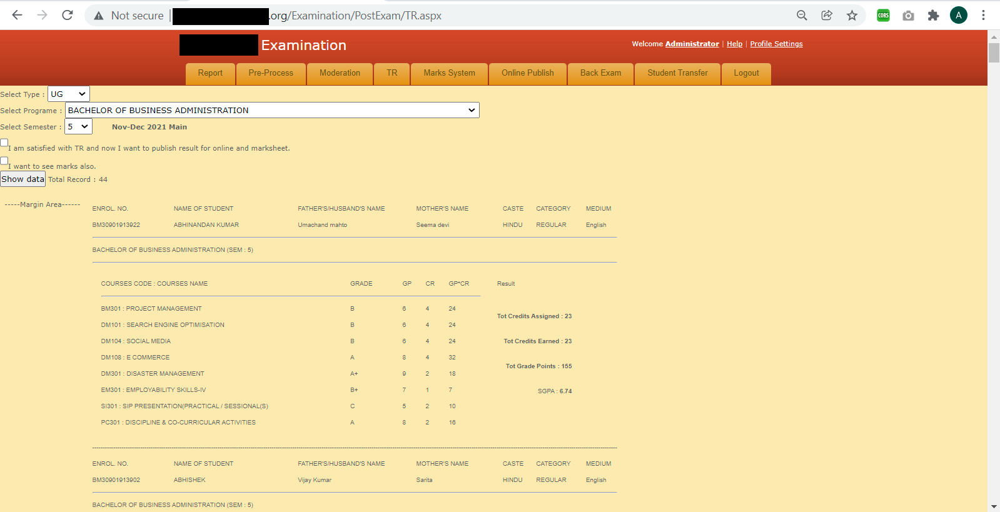 Not secure | .org/Examination/PostExam/TR.aspx
CORS A
Examination
Welcome Administrator | Help | Profile Settings
Report Pre-Process Moderation TR Marks System Online Publish Back Exam Student Transfer Logout
Select Type : UG
Select Programe : BACHELOR OF BUSINESS ADMINISTRATION
Select Semester : 5 Nov-Dec 2021 Main
I am satisfied with TR and now I want to publish result for online and marksheet.
I want to see marks also.
Show data Total Record : 44
-----Margin Area------
ENROL. NO. NAME OF STUDENT FATHER'S/HUSBAND'S NAME MOTHER'S NAME CASTE CATEGORY MEDIUM
BM30901913922 ABHINANDAN KUMAR Umachand mahto Seema devi HINDU REGULAR English
BACHELOR OF BUSINESS ADMINISTRATION (SEM : 5)
COURSES CODE : COURSES NAME GRADE GP CR GP*CR Result
BM301 : PROJECT MANAGEMENT B 6 4 24
Tot Credits Assigned : 23
DM101 : SEARCH ENGINE OPTIMISATION B 6 4 24
DM104 : SOCIAL MEDIA B 6 4 24
Tot Credits Earned : 23
DM108 : E COMMERCE A 8 4 32
Tot Grade Points : 155
DM301 : DISASTER MANAGEMENT A+ 9 2 18
EM301 : EMPLOYABILITY SKILLS-IV B+ 7 1 7
SGPA : 6.74
SI301 : SIP PRESENTATION(PRACTICAL / SESSIONAL(S) C 5 2 10
PC301 : DISCIPLINE & CO-CURRICULAR ACTIVITIES A 8 2 16
ENROL. NO. NAME OF STUDENT FATHER'S/HUSBAND'S NAME MOTHER'S NAME CASTE CATEGORY MEDIUM
BM30901913902 ABHISHEK Vijay Kumar Sarita HINDU REGULAR English
BACHELOR OF BUSINESS ADMINISTRATION (SEM : 5)